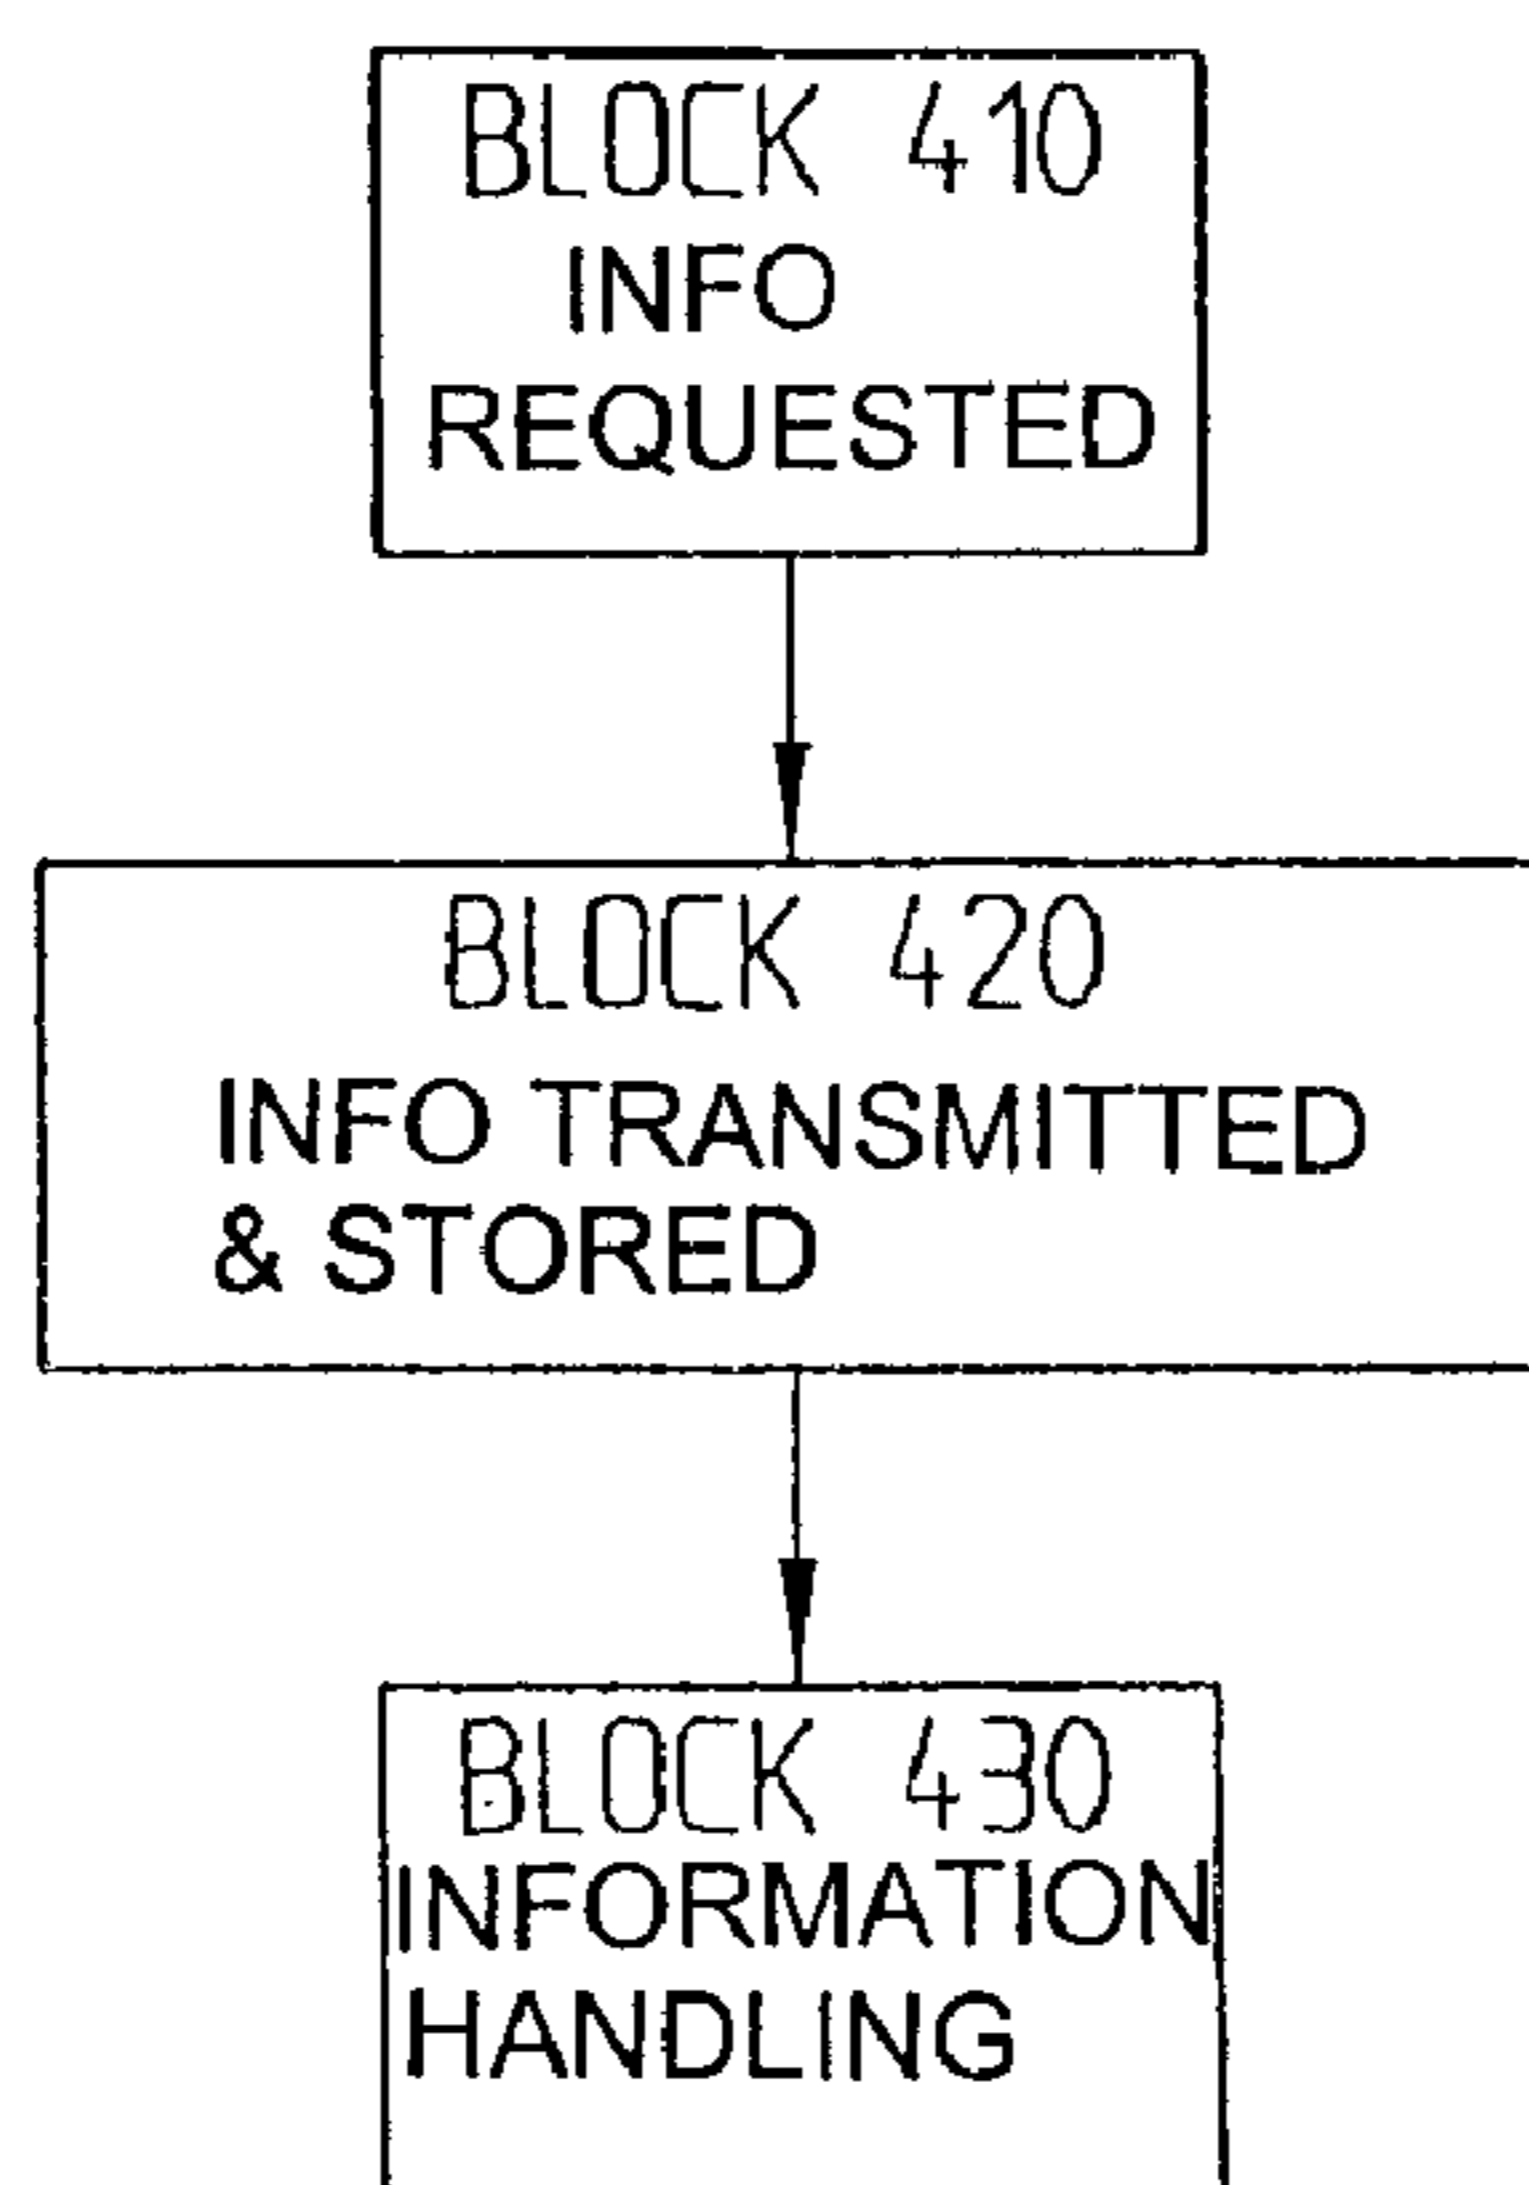 BLOCK 410
INFO
REQUESTED
BLOCK 420
INFO TRANSMITTED
& STORED
BLOCK 430
INFORMATION
HANDLING